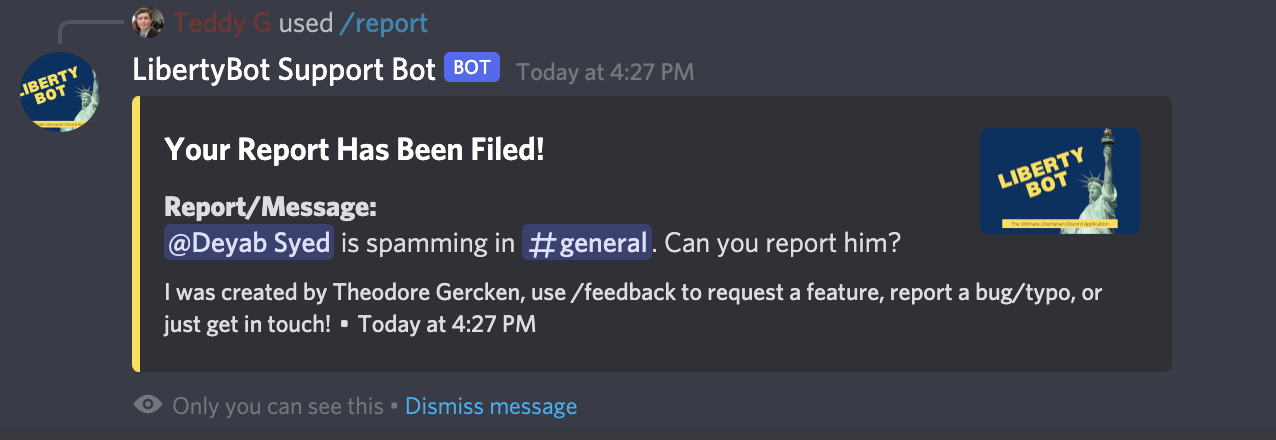 Teddy G used /report
LIBERTY
BOT
LibertyBot Support Bot BOT Today at 4:27 PM
Your Report Has Been Filed!
LIBERTY
BOT
The Ultimate Libertarian Discord Application
Report/Message:
@Deyab Syed is spamming in #general. Can you report him?
I was created by Theodore Gercken, use /feedback to request a feature, report a bug/typo, or
just get in touch! • Today at 4:27 PM
Only you can see this • Dismiss message